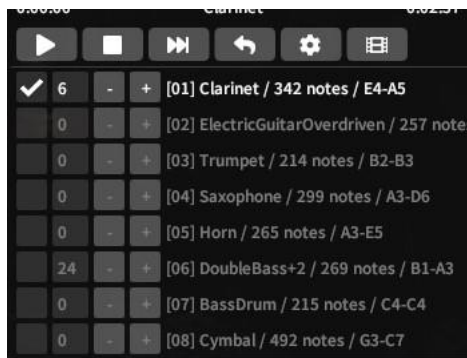 Clarinet
6 - + [01] Clarinet / 342 notes / E4-A5
0 - + [02] ElectricGuitarOverdriven / 257 note
0 - + [03] Trumpet / 214 notes / B2-B3
0 - + [04] Saxophone / 299 notes / A3-D6
0 - + [05] Horn / 265 notes / A3-E5
24 - + [06] DoubleBass+2 / 269 notes / B1-A3
0 - + [07] BassDrum / 215 notes / C4-C4
0 - + [08] Cymbal / 492 notes / G3-C7